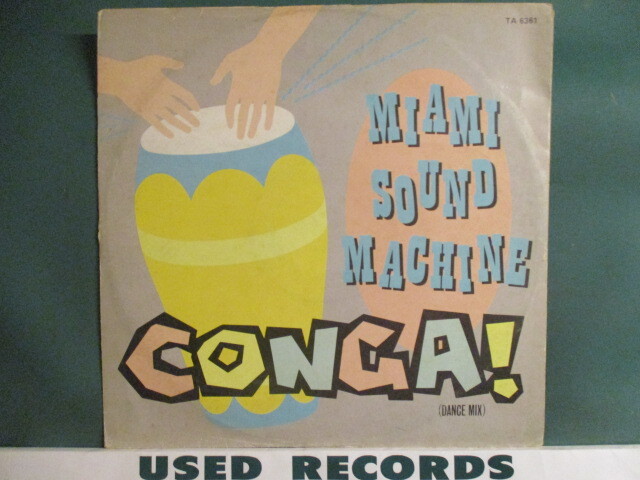 TA 6361
MIAMI
SOUND
MACHINE
CONGA!
(DANCE MIX)
USED RECORDS